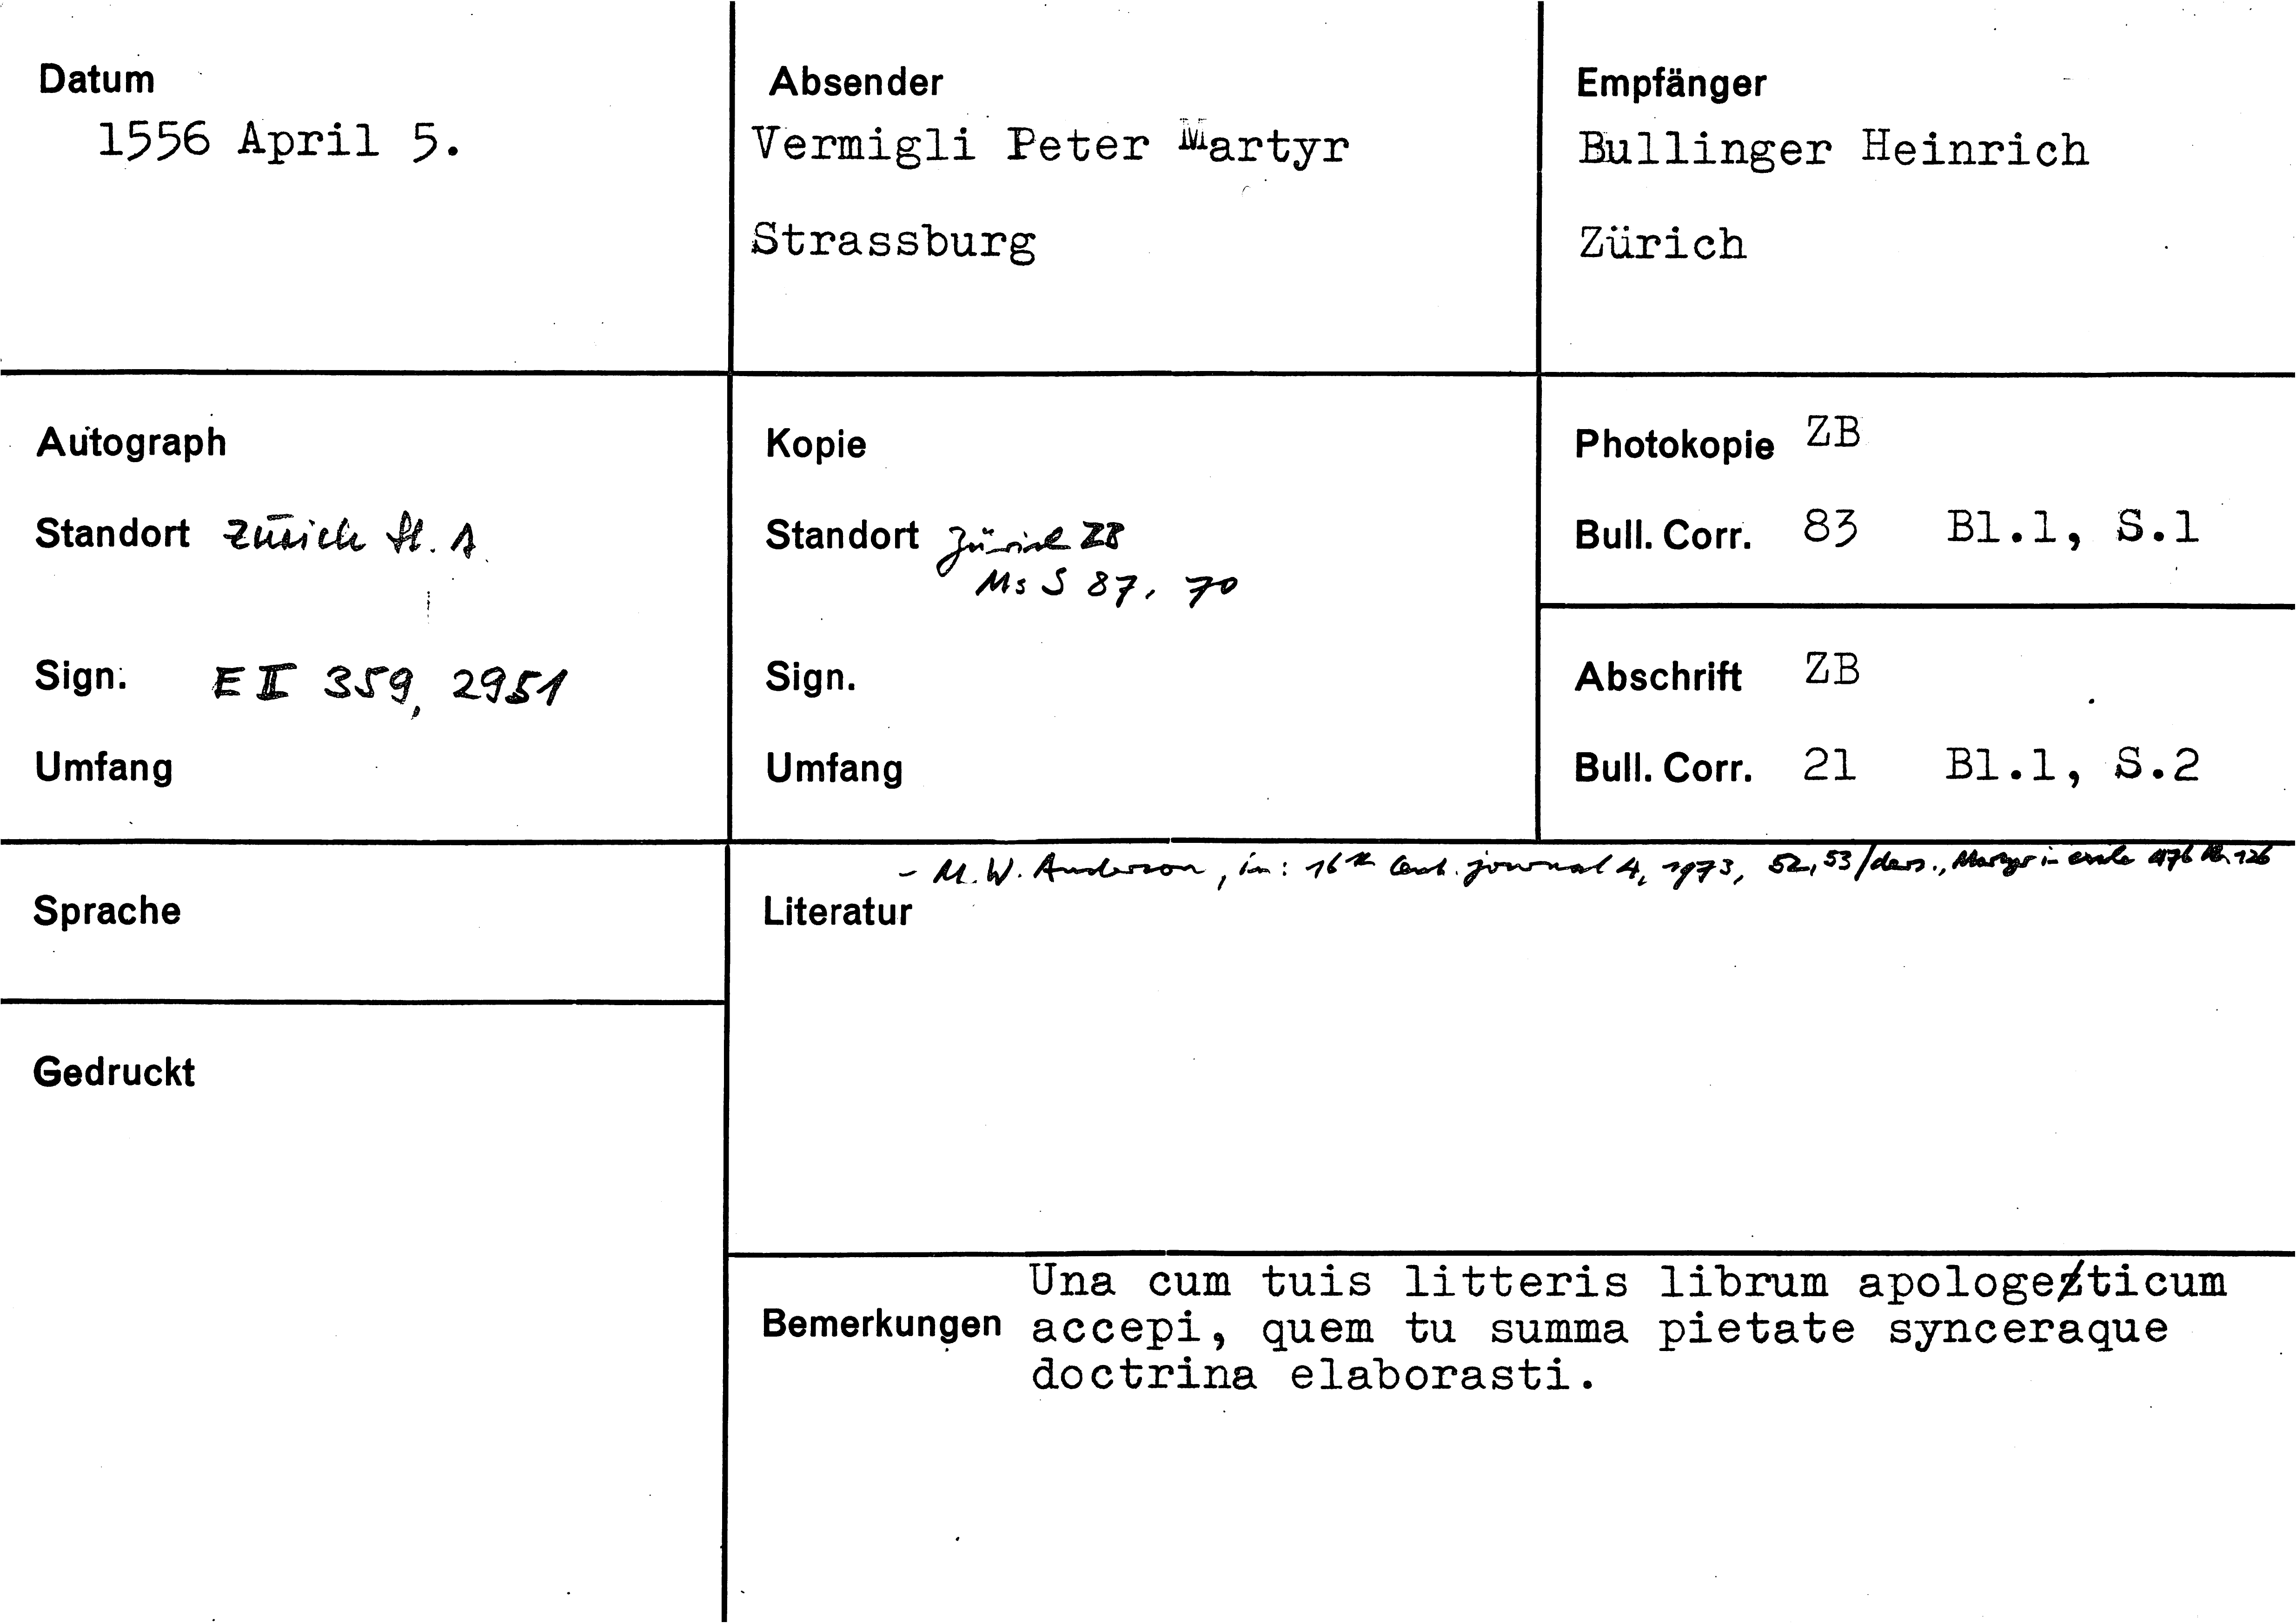 Datum
1556 April 5.
Absender
Vermigli Peter Martyr
Strassburg
Empfänger
Bullinger Heinrich
Zürich
Autograph
Standort Zürich St. A
Sign. E II 359, 2951
Umfang
Kopie
Standort Zürich ZB
Ms S 87, 70
Sign.
Umfang
Photokopie ZB
Bull. Corr. 83 Bl.1, S.1
Abschrift ZB
Bull. Corr. 21 Bl.1, S.2
Sprache
Gedruckt
- M. W. Anderson, in: 16th Cent. journal 4, 1973, 52, 53 / ders., Martyr in exile 476 Nr. 126
Literatur
Bemerkungen
Una cum tuis litteris librum apologeticum
accepi, quem tu summa pietate synceraque
doctrina elaborasti.